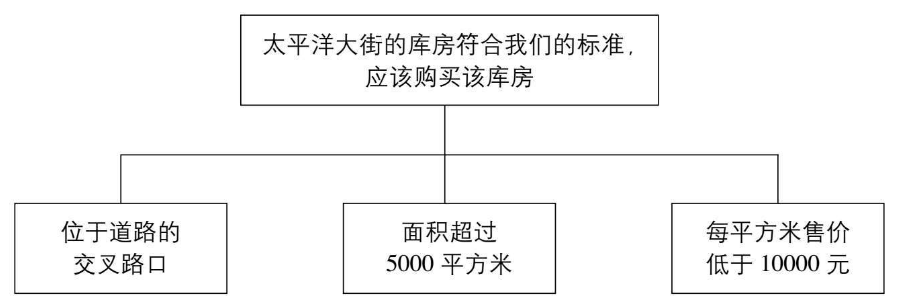 太平洋大街的库房符合我们的标准，
应该购买该库房
位于道路的
交叉路口
面积超过
5000 平方米
每平方米售价
低于 10000 元